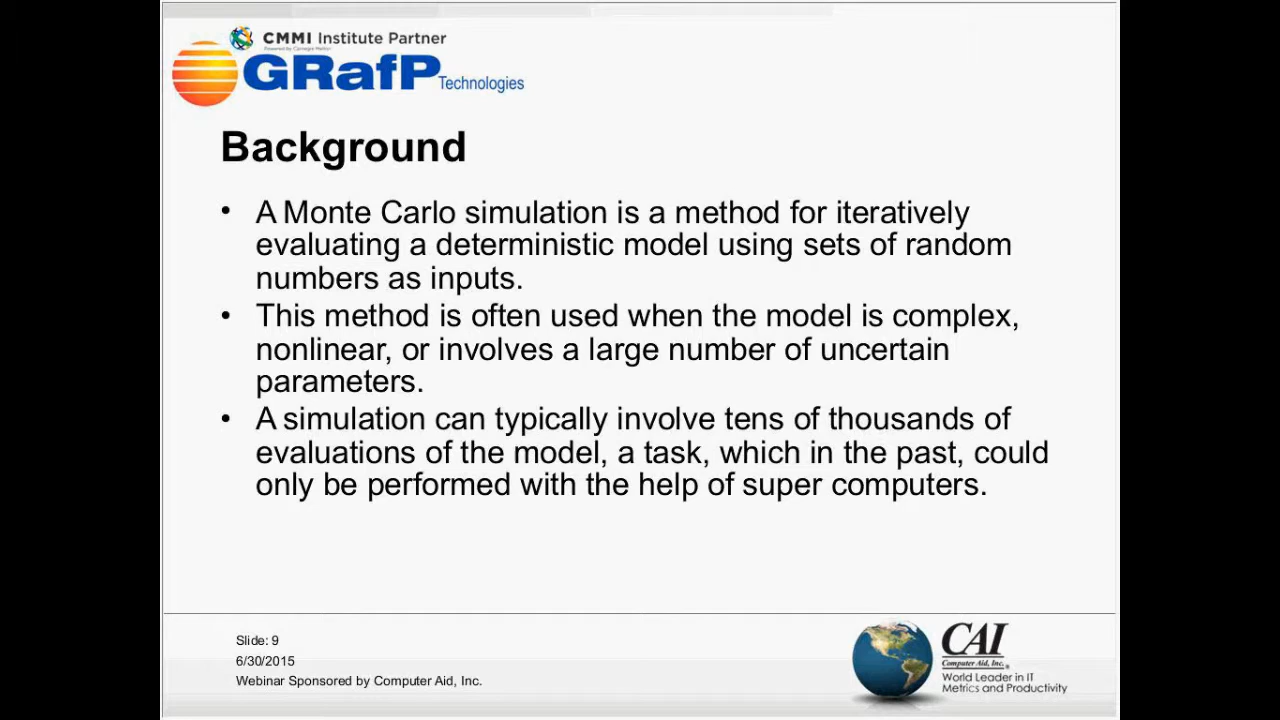 CMMI Institute Partner
Powered by Carnegie Mellon
GRafP Technologies
Background
• A Monte Carlo simulation is a method for iteratively
evaluating a deterministic model using sets of random
numbers as inputs.
• This method is often used when the model is complex,
nonlinear, or involves a large number of uncertain
parameters.
• A simulation can typically involve tens of thousands of
evaluations of the model, a task, which in the past, could
only be performed with the help of super computers.
Slide: 9
6/30/2015
Webinar Sponsored by Computer Aid, Inc.
CAI
Computer Aid, Inc.®
World Leader in IT
Metrics and Productivity